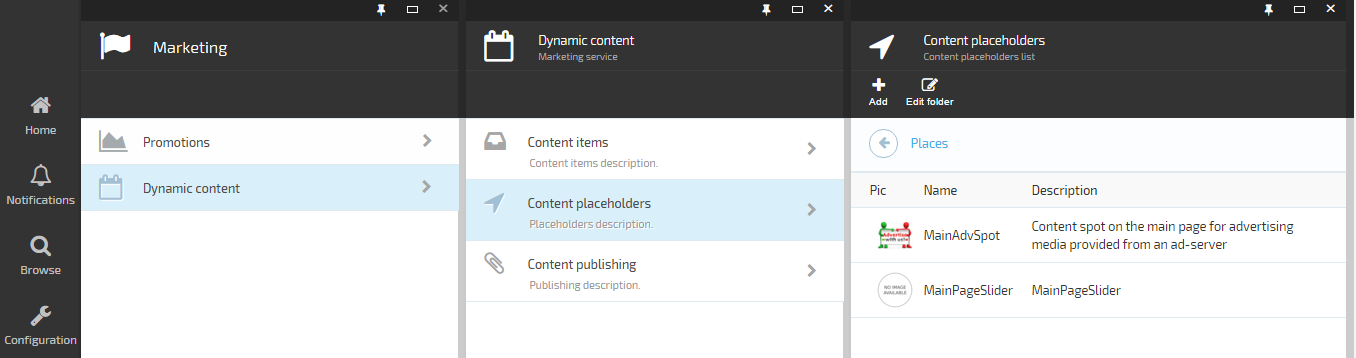 Home
Notifications
Browse
Configuration
Marketing
Promotions
Dynamic content
Dynamic content
Marketing service
Content items
Content items description.
Content placeholders
Placeholders description.
Content publishing
Publishing description.
Content placeholders
Content placeholders list
Add Edit folder
Places
Pic Name Description
Advertise
with us!
MainAdvSpot
Content spot on the main page for advertising
media provided from an ad-server
NO IMAGE
AVAILABLE
MainPageSlider MainPageSlider